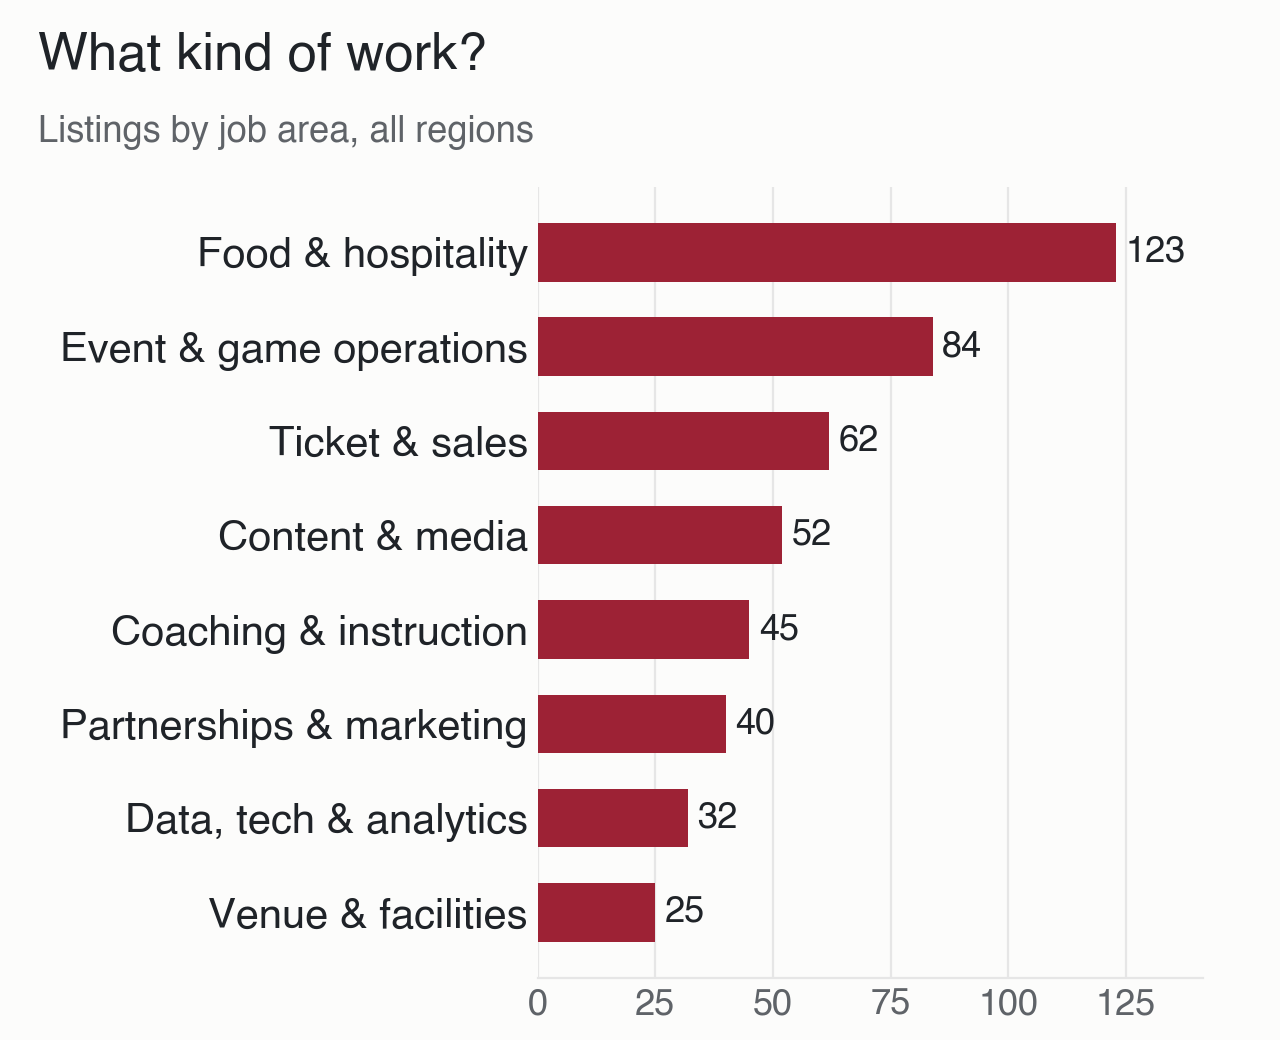 What kind of work?
Listings by job area, all regions
Food & hospitality 123
Event & game operations 84
Ticket & sales 62
Content & media 52
Coaching & instruction 45
Partnerships & marketing 40
Data, tech & analytics 32
Venue & facilities 25
0 25 50 75 100 125